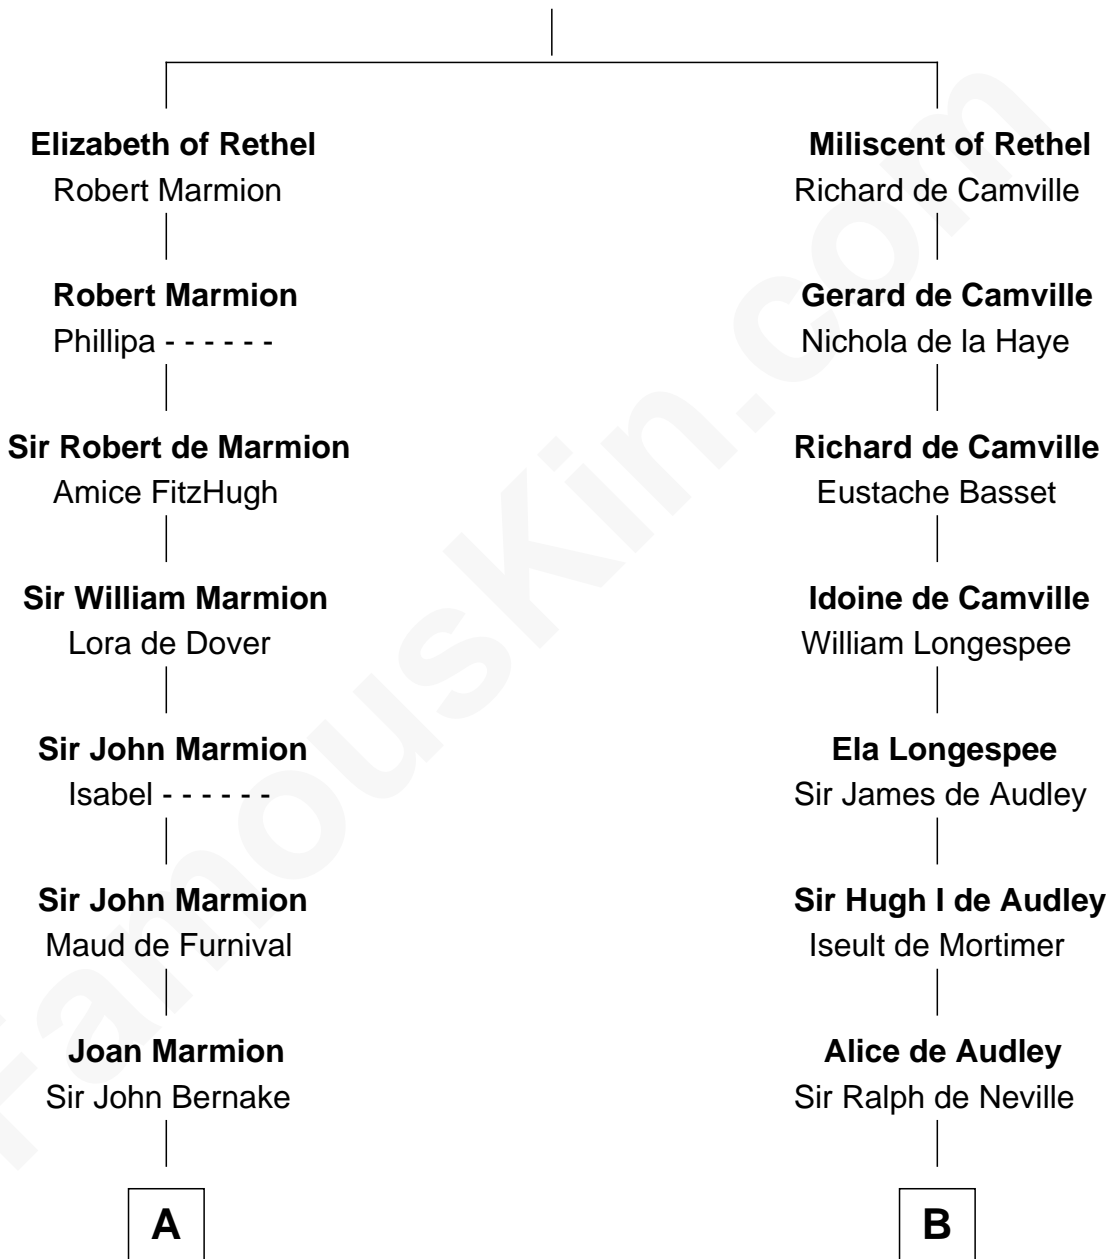 Elizabeth of Rethel
Robert Marmion
Robert Marmion
Phillipa - - - - - -
Sir Robert de Marmion
Amice FitzHugh
Sir William Marmion
Lora de Dover
Sir John Marmion
Isabel - - - - - -
Sir John Marmion
Maud de Furnival
Joan Marmion
Sir John Bernake
A
Miliscent of Rethel
Richard de Camville
Gerard de Camville
Nichola de la Haye
Richard de Camville
Eustache Basset
Idoine de Camville
William Longespee
Ela Longespee
Sir James de Audley
Sir Hugh I de Audley
Iseult de Mortimer
Alice de Audley
Sir Ralph de Neville
B
FamousKin.com